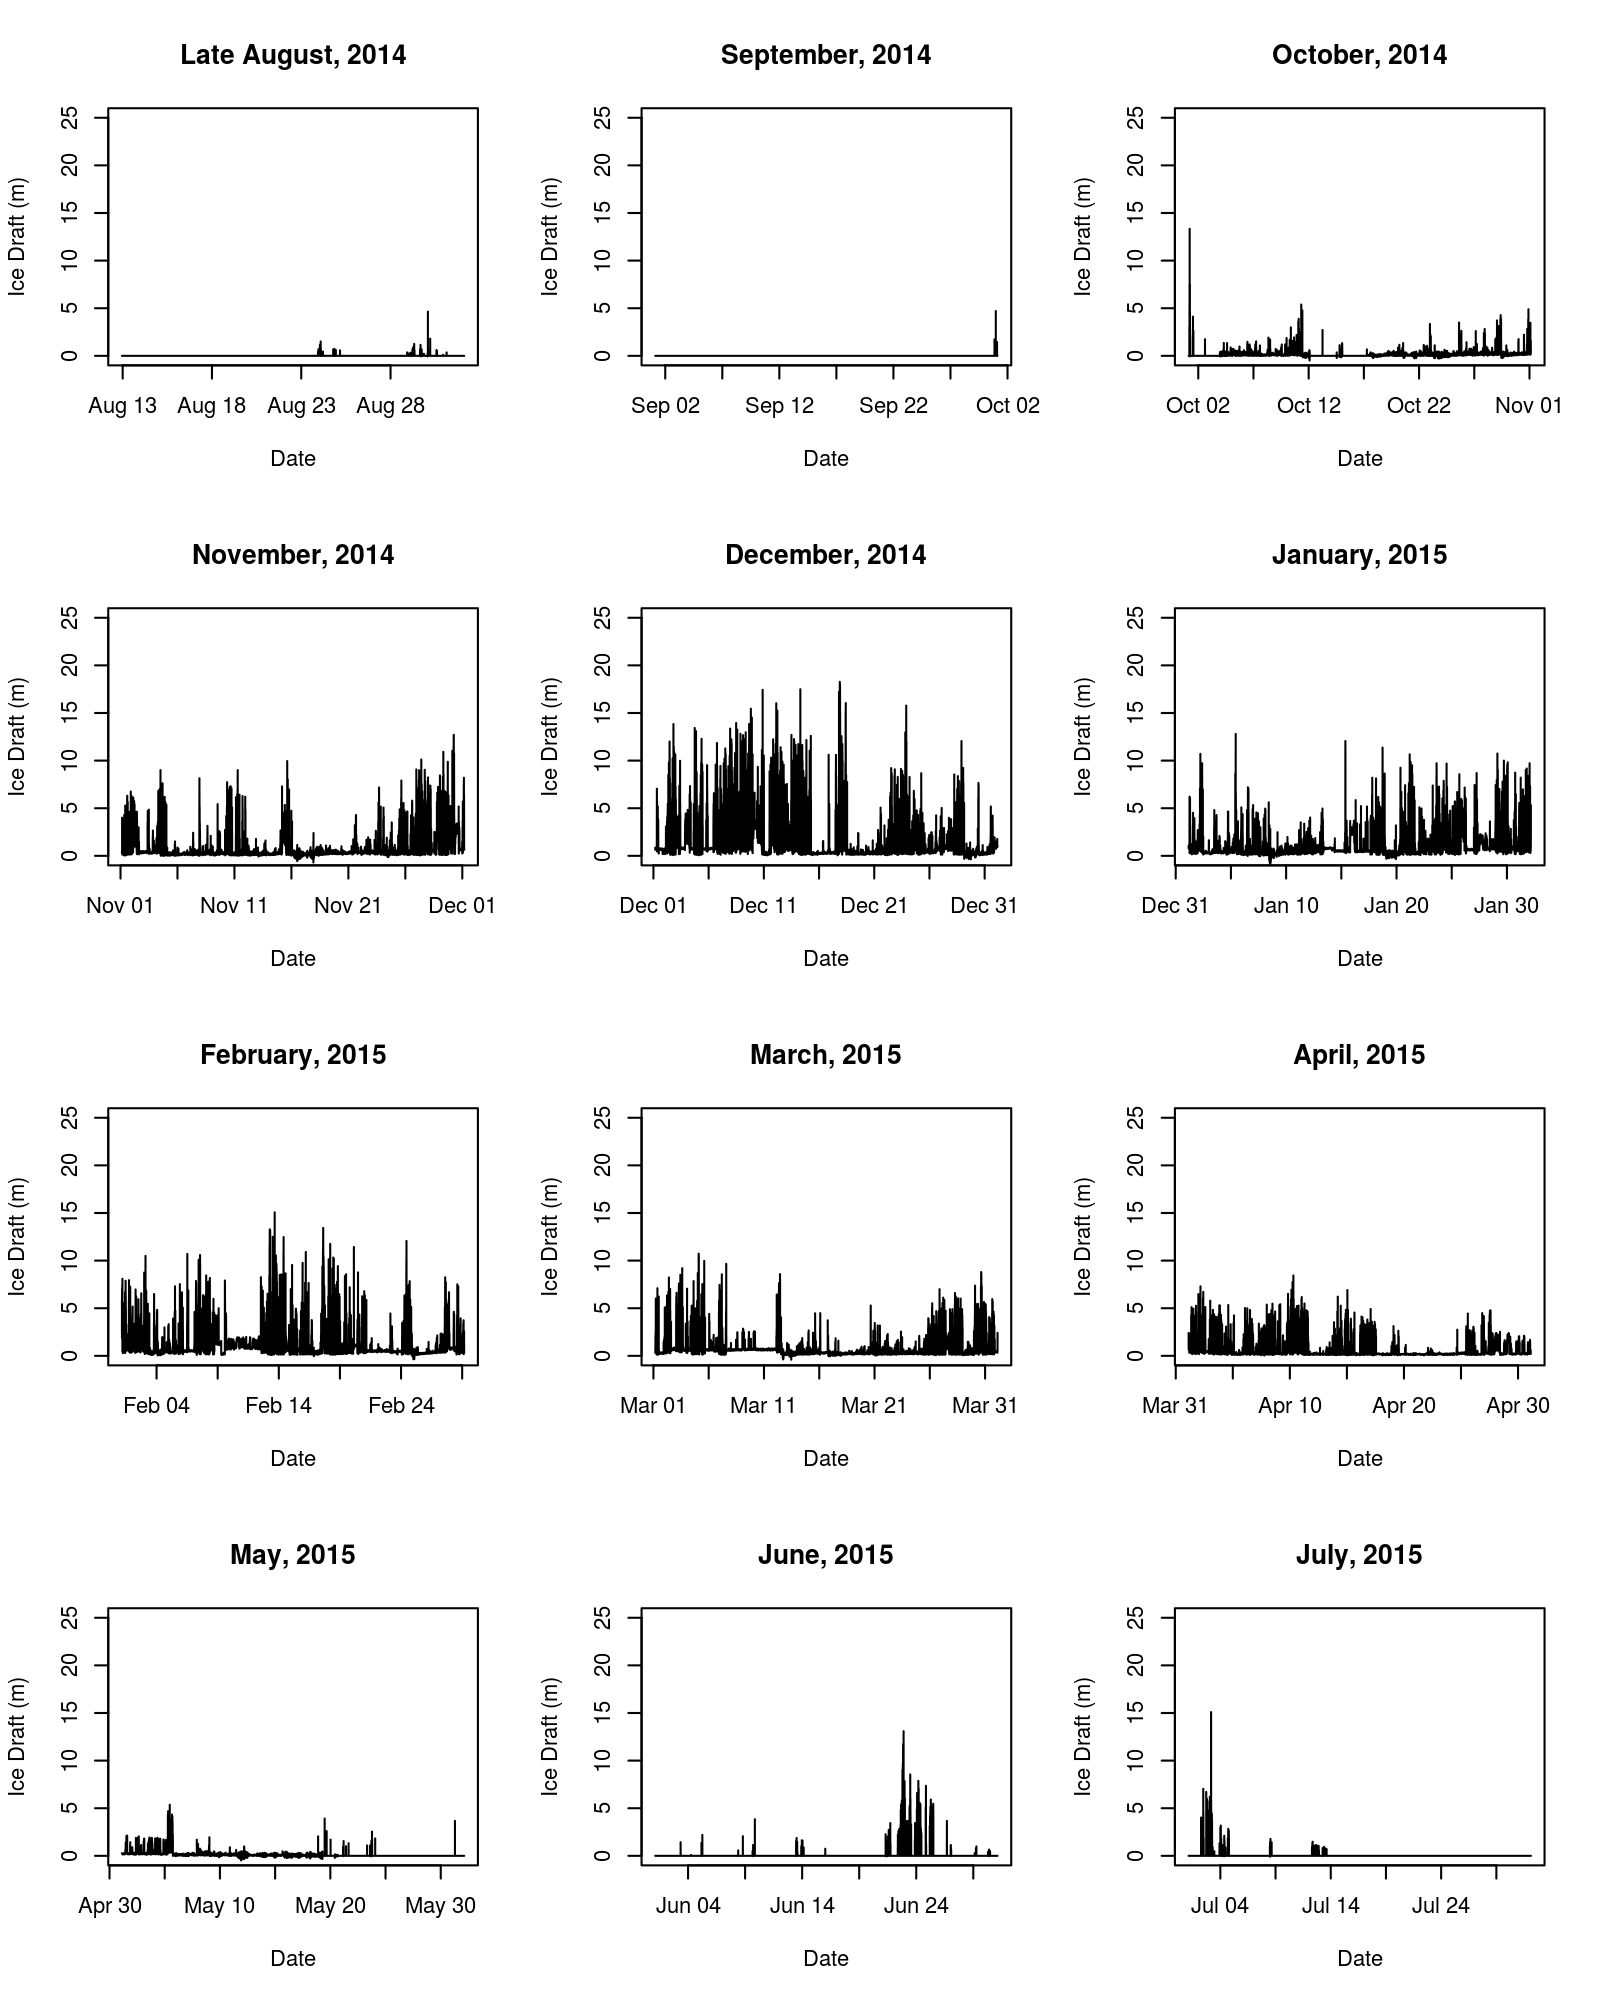 Late August, 2014
Ice Draft (m)
0 5 10 15 20 25
Aug 13 Aug 18 Aug 23 Aug 28
Date
September, 2014
Ice Draft (m)
0 5 10 15 20 25
Sep 02 Sep 12 Sep 22 Oct 02
Date
October, 2014
Ice Draft (m)
0 5 10 15 20 25
Oct 02 Oct 12 Oct 22 Nov 01
Date
November, 2014
Ice Draft (m)
0 5 10 15 20 25
Nov 01 Nov 11 Nov 21 Dec 01
Date
December, 2014
Ice Draft (m)
0 5 10 15 20 25
Dec 01 Dec 11 Dec 21 Dec 31
Date
January, 2015
Ice Draft (m)
0 5 10 15 20 25
Dec 31 Jan 10 Jan 20 Jan 30
Date
February, 2015
Ice Draft (m)
0 5 10 15 20 25
Feb 04 Feb 14 Feb 24
Date
March, 2015
Ice Draft (m)
0 5 10 15 20 25
Mar 01 Mar 11 Mar 21 Mar 31
Date
April, 2015
Ice Draft (m)
0 5 10 15 20 25
Mar 31 Apr 10 Apr 20 Apr 30
Date
May, 2015
Ice Draft (m)
0 5 10 15 20 25
Apr 30 May 10 May 20 May 30
Date
June, 2015
Ice Draft (m)
0 5 10 15 20 25
Jun 04 Jun 14 Jun 24
Date
July, 2015
Ice Draft (m)
0 5 10 15 20 25
Jul 04 Jul 14 Jul 24
Date